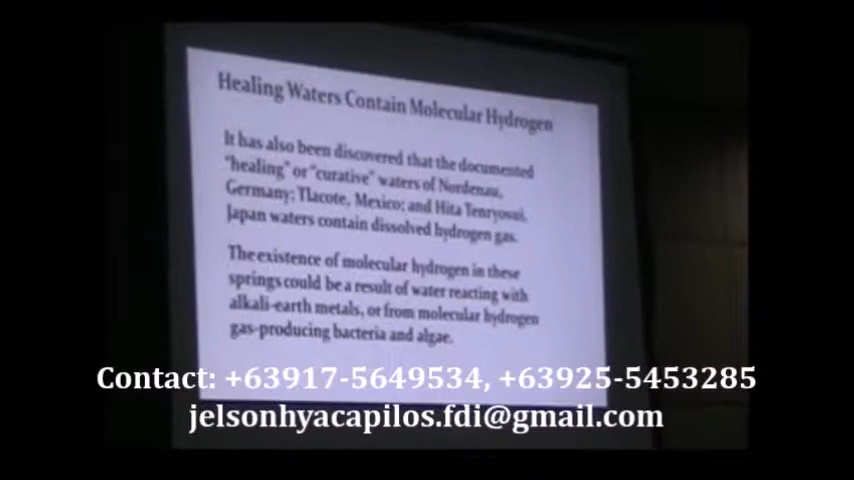 Healing Waters Contain Molecular Hydrogen
It has also been discovered that the documented
"healing" or "curative" waters of Nordenau,
Germany; Tlacote, Mexico; and Hita Tenryosui,
Japan waters contain dissolved hydrogen gas.
The existence of molecular hydrogen in these
springs could be a result of water reacting with
alkali-earth metals, or from molecular hydrogen
gas-producing bacteria and algae.
Contact: +63917-5649534, +63925-5453285
jelsonhyacapilos.fdi@gmail.com